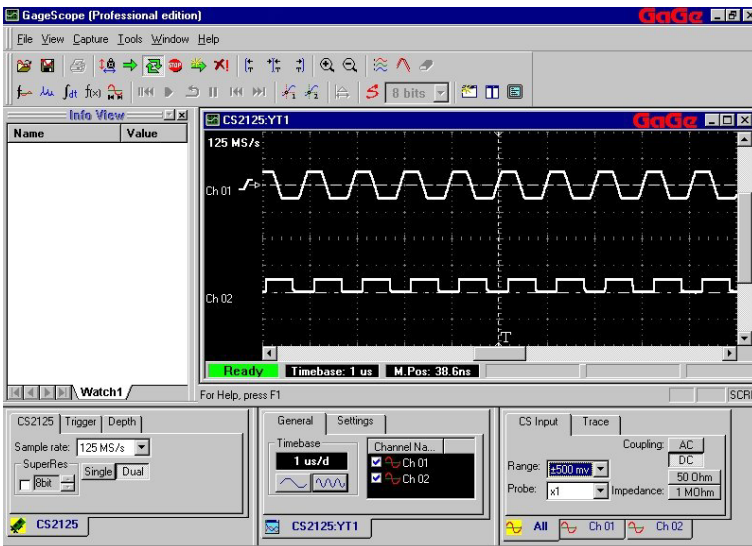 GageScope (Professional edition)
GaGe
File View Capture Tools Window Help
STOP
f(x)
8 bits
Info View
Name Value
Watch1
CS2125:YT1
GaGe
125 MS/s
Ch 01
Ch 02
T
Ready Timebase: 1 us M.Pos: 38.6ns
For Help, press F1
SCRI
CS2125 Trigger Depth
Sample rate: 125 MS/s
SuperRes
8bit
Single Dual
CS2125
General Settings
Timebase
1 us/d
Channel Na...
Ch 01
Ch 02
CS2125:YT1
CS Input Trace
Coupling: AC
DC
Range: ±500 mv
50 Ohm
Probe: x1 Impedance: 1 MOhm
All Ch 01 Ch 02